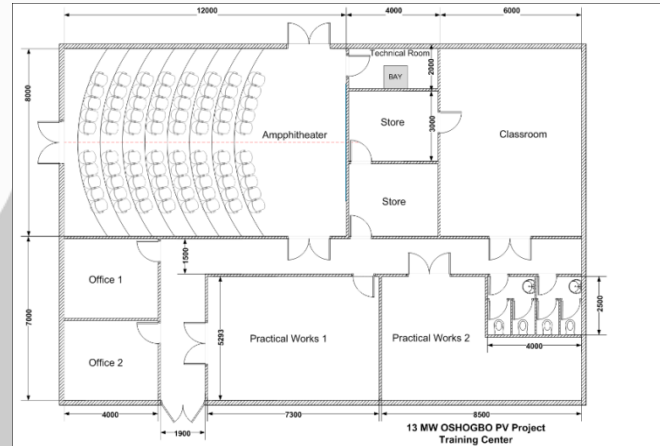 12000
4000
6000
Technical Room
BAY
2000
8000
Store
3000
Ampphitheater
Classroom
Store
1500
Office 1
2500
7000
5293
Practical Works 1
Practical Works 2
Office 2
4000
4000
7300
8500
1900
13 MW OSHOGBO PV Project
Training Center